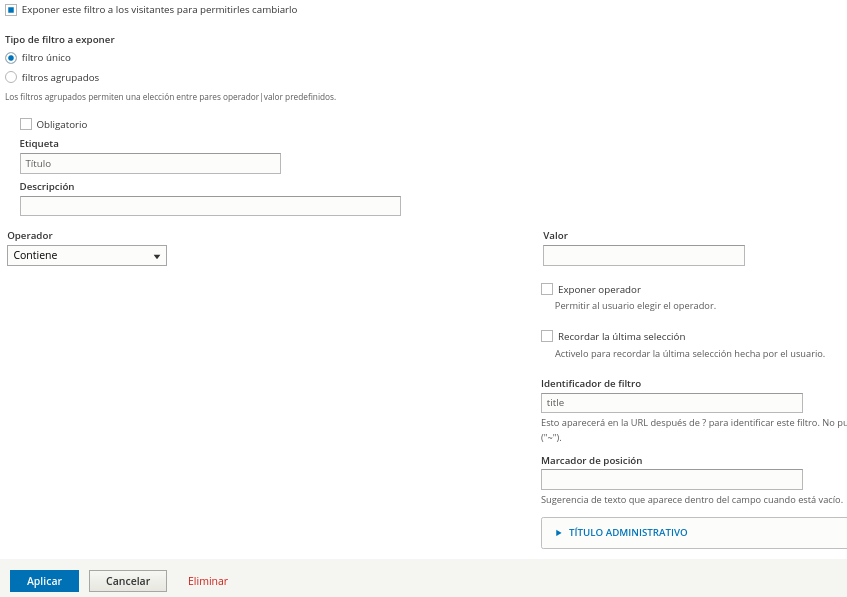 Exponer este filtro a los visitantes para permitirles cambiarlo
Tipo de filtro a exponer
filtro único
filtros agrupados
Los filtros agrupados permiten una elección entre pares operador|valor predefinidos.
Obligatorio
Etiqueta
Título
Descripción
Operador
Contiene
Valor
Exponer operador
Permitir al usuario elegir el operador.
Recordar la última selección
Actívelo para recordar la última selección hecha por el usuario.
Identificador de filtro
title
Esto aparecerá en la URL después de ? para identificar este filtro. No
("~").
Marcador de posición
Sugerencia de texto que aparece dentro del campo cuando está vacío.
TÍTULO ADMINISTRATIVO
Aplicar
Cancelar
Eliminar